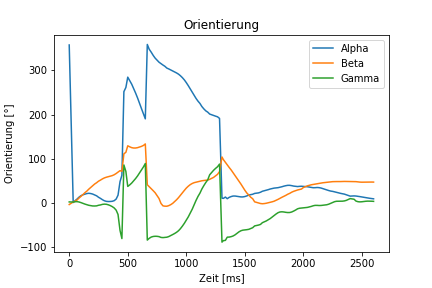 Orientierung
Alpha
Beta
Gamma
Orientierung [°]
300
200
100
0
−100
0
500
1000
1500
2000
2500
Zeit [ms]